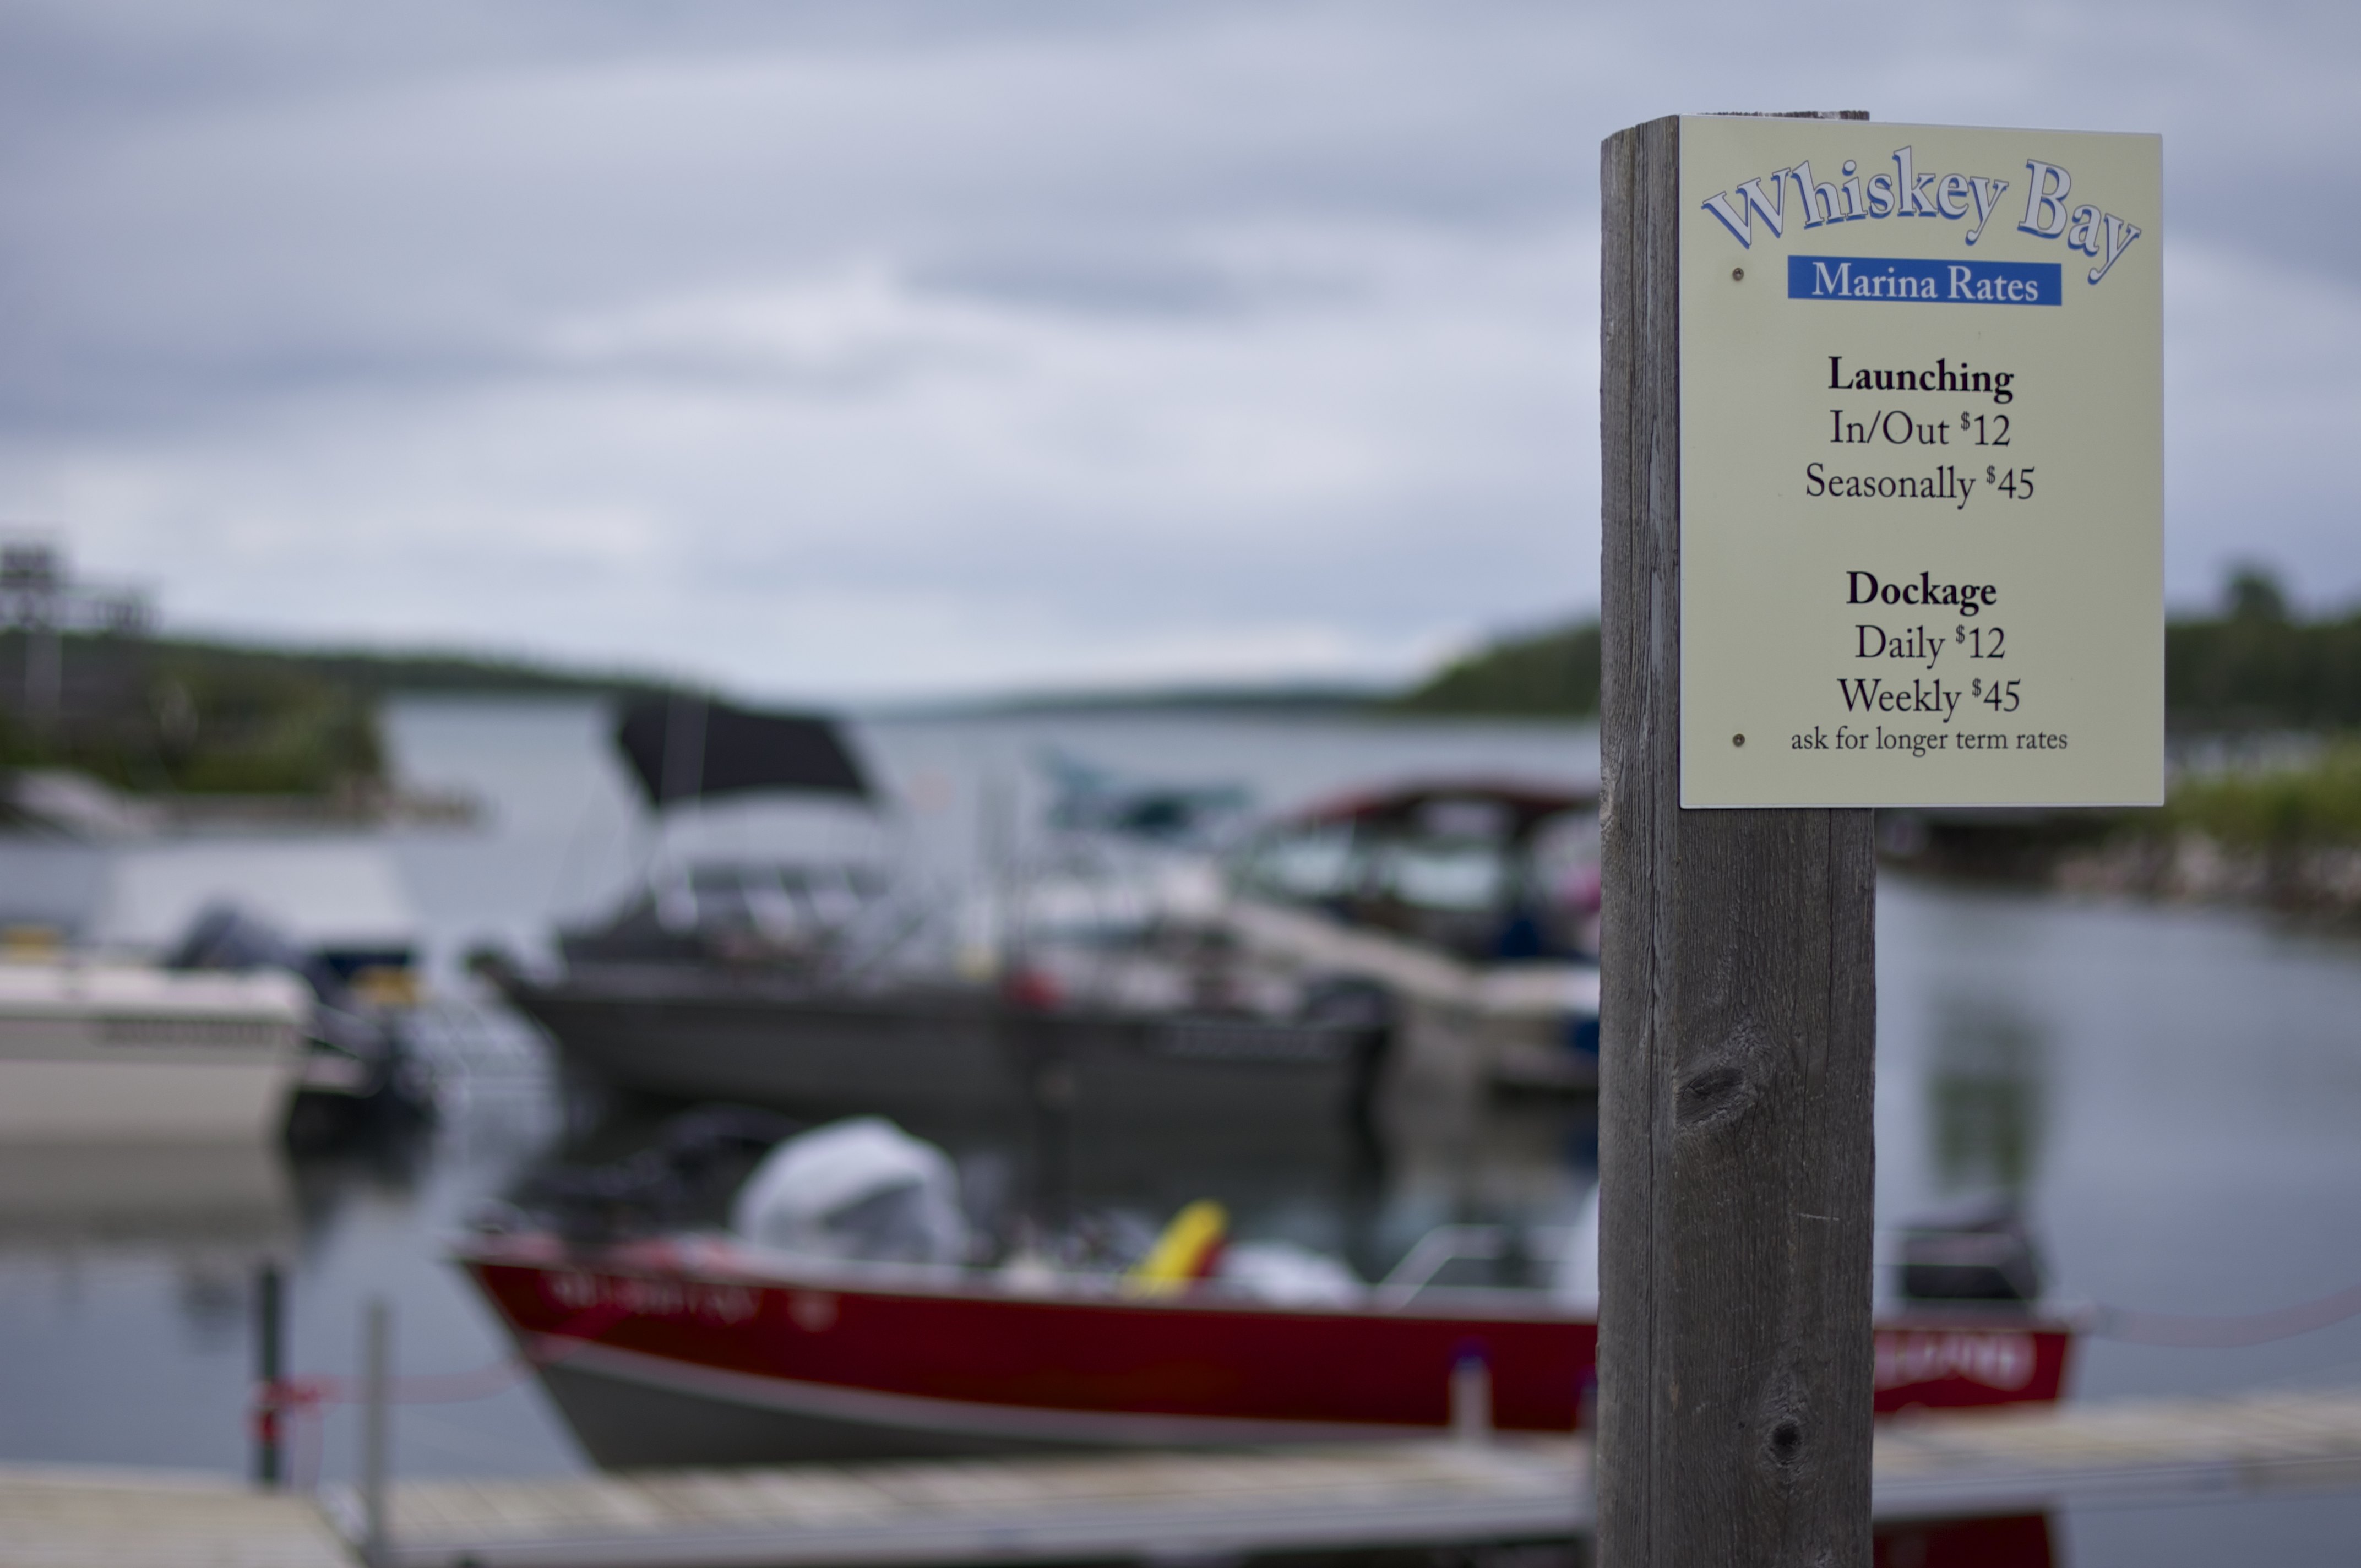 Whiskey Bay
Marina Rates
Launching
In/Out $12
Seasonally $45
Dockage
Daily $12
Weekly $45
ask for longer term rates